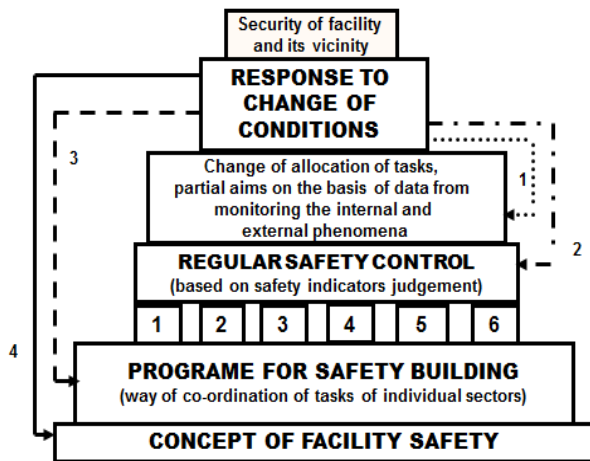 Security of facility
and its vicinity
RESPONSE TO
CHANGE OF
CONDITIONS
3
Change of allocation of tasks,
partial aims on the basis of data from
monitoring the internal and
external phenomena
1
2
REGULAR SAFETY CONTROL
(based on safety indicators judgement)
1 2 3 4 5 6
4
PROGRAME FOR SAFETY BUILDING
(way of co-ordination of tasks of individual sectors)
CONCEPT OF FACILITY SAFETY